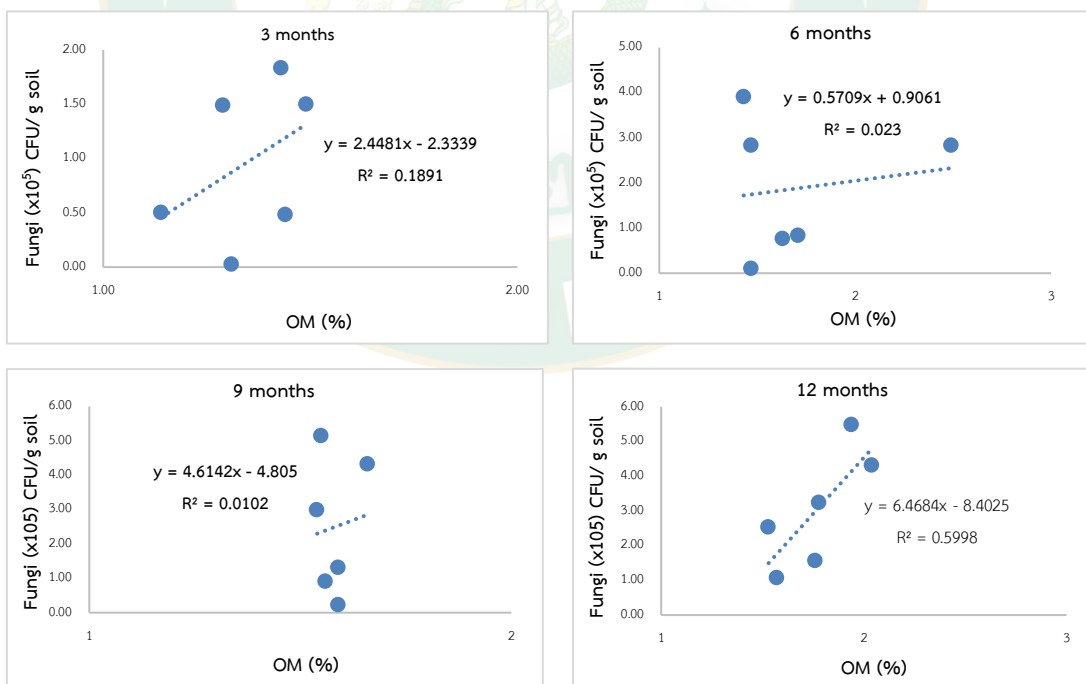 3 months
Fungi (x10⁵) CFU/ g soil
2.00
1.50
1.00
0.50
0.00
y = 2.4481x - 2.3339
R² = 0.1891
1.00
2.00
OM (%)
6 months
Fungi (x10⁵) CFU/ g soil
5.00
4.00
3.00
2.00
1.00
0.00
y = 0.5709x + 0.9061
R² = 0.023
1
2
3
OM (%)
9 months
Fungi (x105) CFU/g soil
6.00
5.00
4.00
3.00
2.00
1.00
0.00
y = 4.6142x - 4.805
R² = 0.0102
1
2
OM (%)
12 months
Fungi (x105) CFU/ g soil
6.00
5.00
4.00
3.00
2.00
1.00
0.00
y = 6.4684x - 8.4025
R² = 0.5998
1
2
3
OM (%)